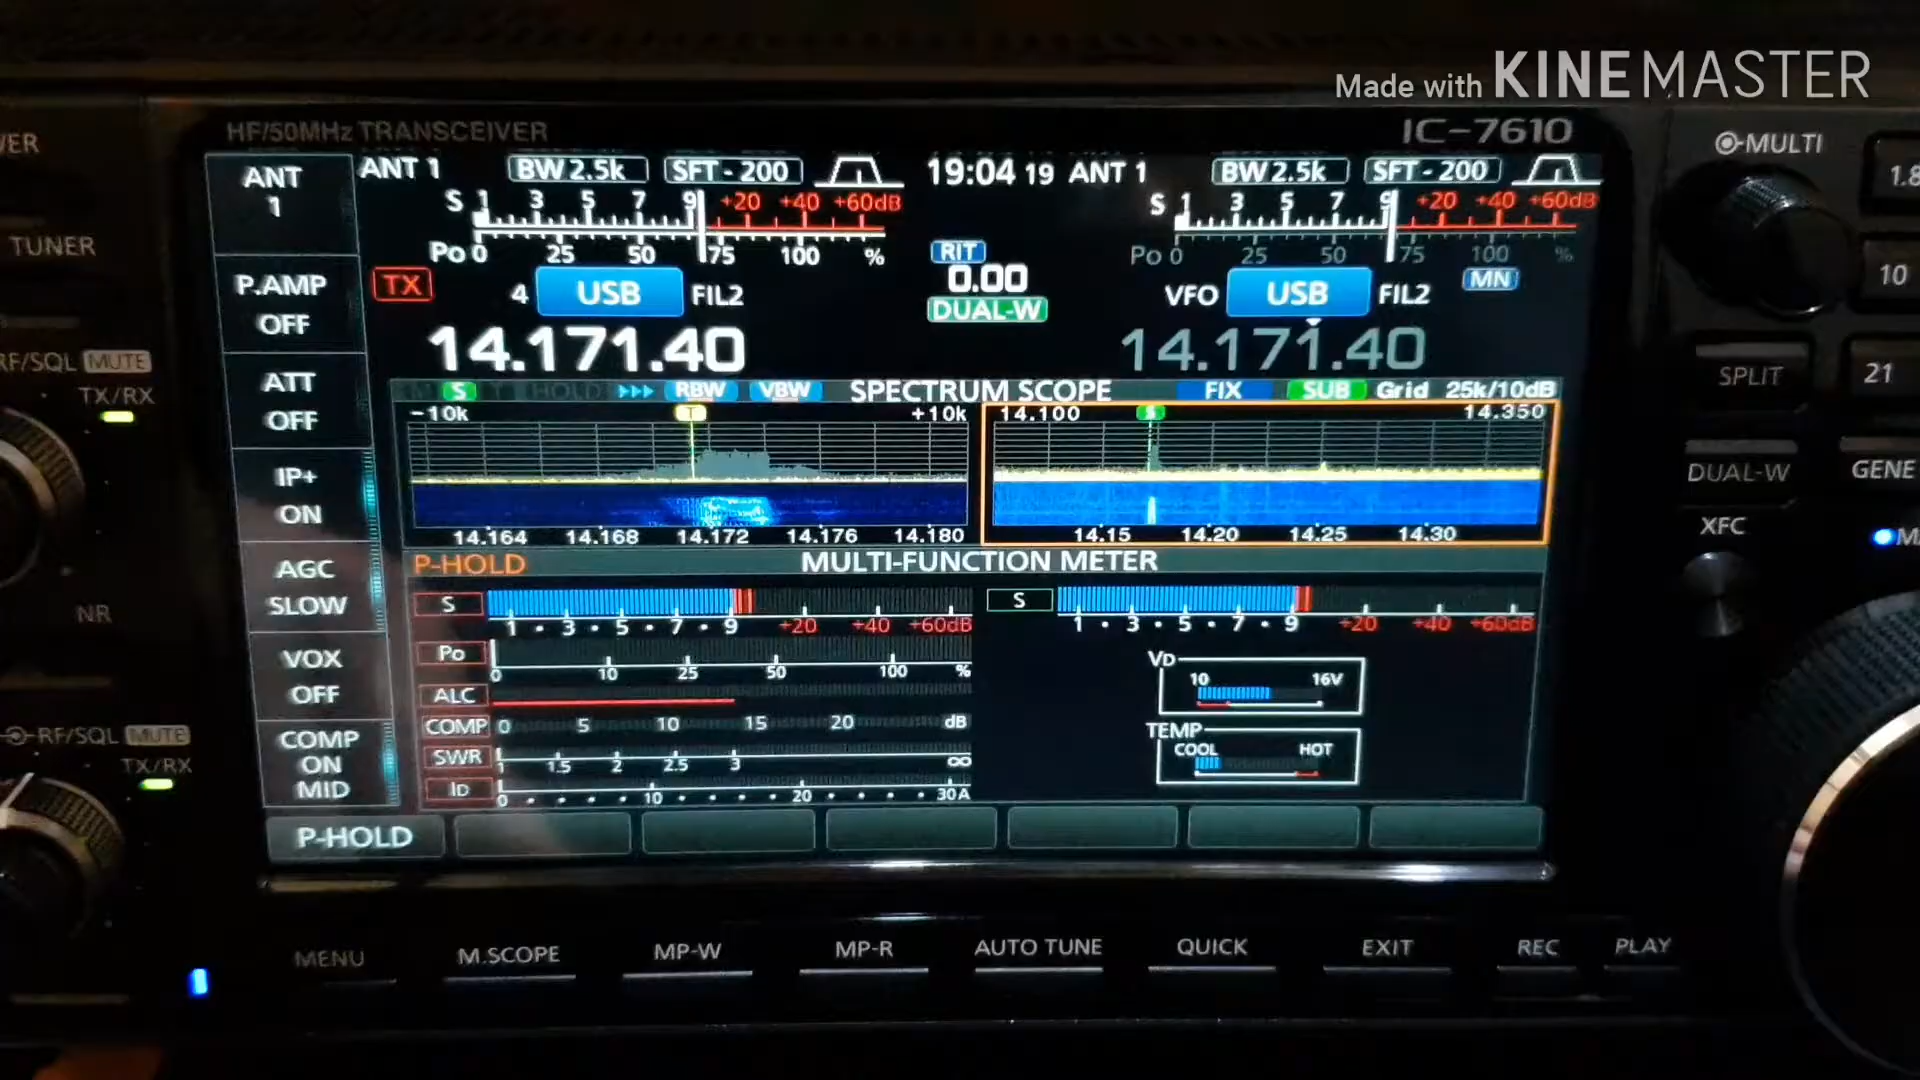 Made with KINEMASTER
HF/50MHz TRANSCEIVER
IC-7610
ANT 1
P.AMP OFF
ATT OFF
IP+ ON
AGC SLOW
VOX OFF
COMP ON MID
ANT 1 BW 2.5k SFT - 200 19:04 19 ANT 1 BW 2.5k SFT - 200
S 1 3 5 7 9 +20 +40 +60dB
S 1 3 5 7 9 +20 +40 +60dB
Po 0 25 50 75 100 %
Po 0 25 50 75 100 %
RIT
0.00
DUAL-W
TX 4 USB FIL2
VFO USB FIL2 MN
14.171.40
14.171.40
S HOLD RBW VBW SPECTRUM SCOPE FIX SUB Grid 25k/10dB
-10k T +10k
14.100 S 14.350
14.164 14.168 14.172 14.176 14.180
14.15 14.20 14.25 14.30
P-HOLD MULTI-FUNCTION METER
S 1 3 5 7 9 +20 +40 +60dB
S 1 3 5 7 9 +20 +40 +60dB
Po 0 10 25 50 100 %
ALC
COMP 0 5 10 15 20 dB
SWR 1 1.5 2 2.5 3 ∞
ID 0 10 20 30A
VD
10 16V
TEMP
COOL HOT
P-HOLD
MENU M.SCOPE MP-W MP-R AUTO TUNE QUICK EXIT REC PLAY
TUNER
RF/SQL MUTE
TX/RX
NR
RF/SQL MUTE
TX/RX
MULTI
SPLIT
DUAL-W
XFC
1.8
10
21
GENE